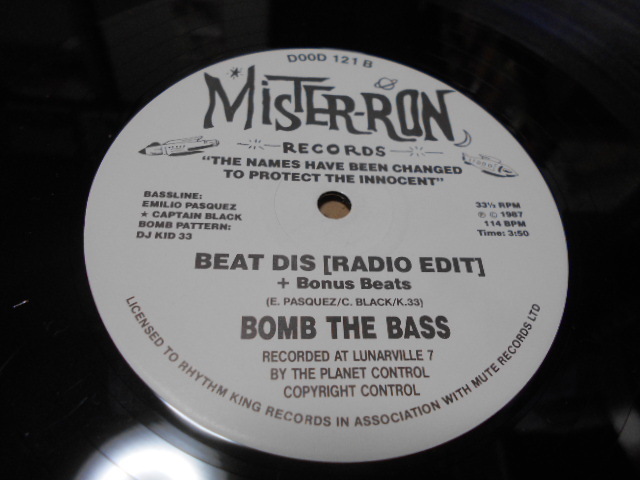 DOOD 121 B
MiSTER-RON
RECORDS
"THE NAMES HAVE BEEN CHANGED
TO PROTECT THE INNOCENT"
BASSLINE:
EMILIO PASQUEZ
★ CAPTAIN BLACK
BOMB PATTERN:
DJ KID 33
33⅓ RPM
℗ © 1987
114 BPM
Time: 3:50
BEAT DIS [RADIO EDIT]
+ Bonus Beats
(E. PASQUEZ/C. BLACK/K.33)
BOMB THE BASS
RECORDED AT LUNARVILLE 7
BY THE PLANET CONTROL
COPYRIGHT CONTROL
LICENSED TO RHYTHM KING RECORDS IN ASSOCIATION WITH MUTE RECORDS LTD